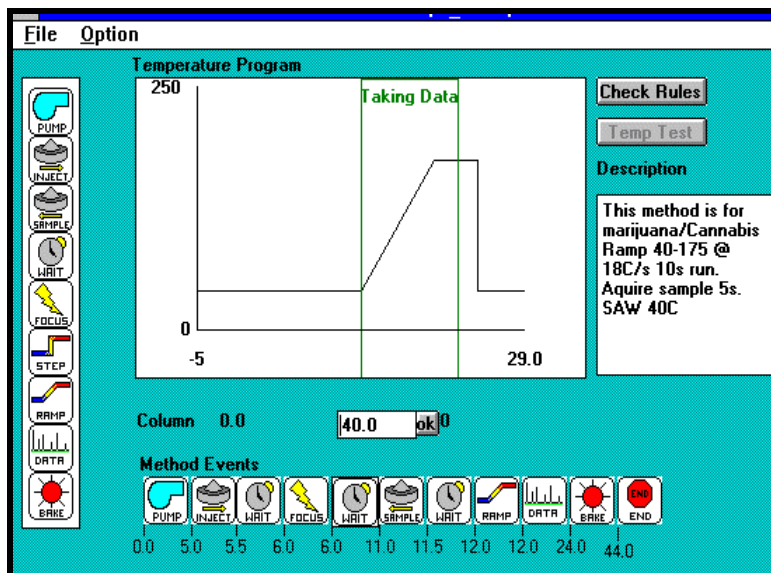 File Option
Temperature Program
250
Taking Data
0
-5 29.0
Check Rules
Temp Test
Description
This method is for
marijuana/Cannabis
Ramp 40-175 @
18C/s 10s run.
Aquire sample 5s.
SAW 40C
PUMP
INJECT
SAMPLE
WAIT
FOCUS
STEP
RAMP
DATA
BAKE
Column 0.0 40.0 ok 0
Method Events
PUMP INJECT WAIT FOCUS WAIT SAMPLE WAIT RAMP DATA BAKE END END
0.0 5.0 5.5 6.0 6.0 11.0 11.5 12.0 12.0 24.0 44.0